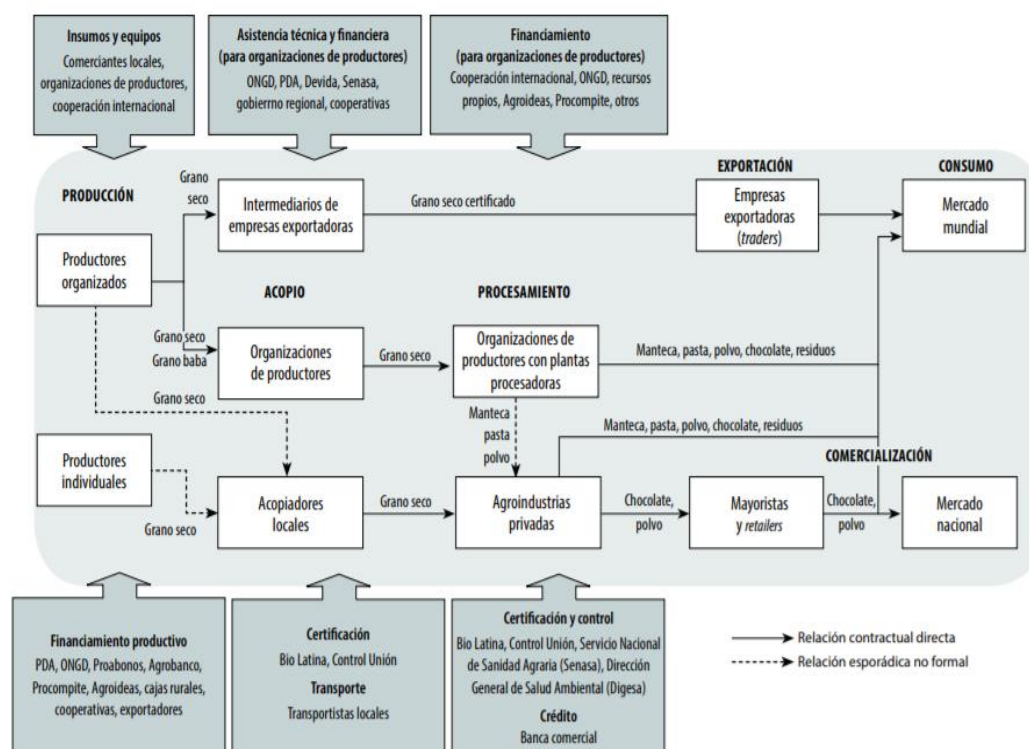 Insumos y equipos
Comerciantes locales,
organizaciones de productores,
cooperación internacional
Asistencia técnica y financiera
(para organizaciones de productores)
ONGD, PDA, Devida, Senasa,
gobierrno regional, cooperativas
Financiamiento
(para organizaciones de productores)
Cooperación internacional, ONGD, recursos
propios, Agroideas, Procompite, otros
PRODUCCIÓN
Grano
seco
Intermediarios de
empresas exportadoras
Grano seco certificado
EXPORTACIÓN
Empresas
exportadoras
(traders)
CONSUMO
Mercado
mundial
Productores
organizados
ACOPIO
PROCESAMIENTO
Grano seco
Grano baba
Organizaciones
de productores
Grano seco
Organizaciones de
productores con plantas
procesadoras
Manteca, pasta, polvo, chocolate, residuos
Grano seco
Manteca
pasta
polvo
Manteca, pasta, polvo, chocolate, residuos
COMERCIALIZACIÓN
Productores
individuales
Grano seco
Acopiadores
locales
Grano seco
Agroindustrias
privadas
Chocolate,
polvo
Mayoristas
y retailers
Chocolate,
polvo
Mercado
nacional
Financiamiento productivo
PDA, ONGD, Proabonos, Agrobanco,
Procompite, Agroideas, cajas rurales,
cooperativas, exportadores
Certificación
Bio Latina, Control Unión
Transporte
Transportistas locales
Certificación y control
Bio Latina, Control Unión, Servicio Nacional
de Sanidad Agraria (Senasa), Dirección
General de Salud Ambiental (Digesa)
Crédito
Banca comercial
Relación contractual directa
Relación esporádica no formal